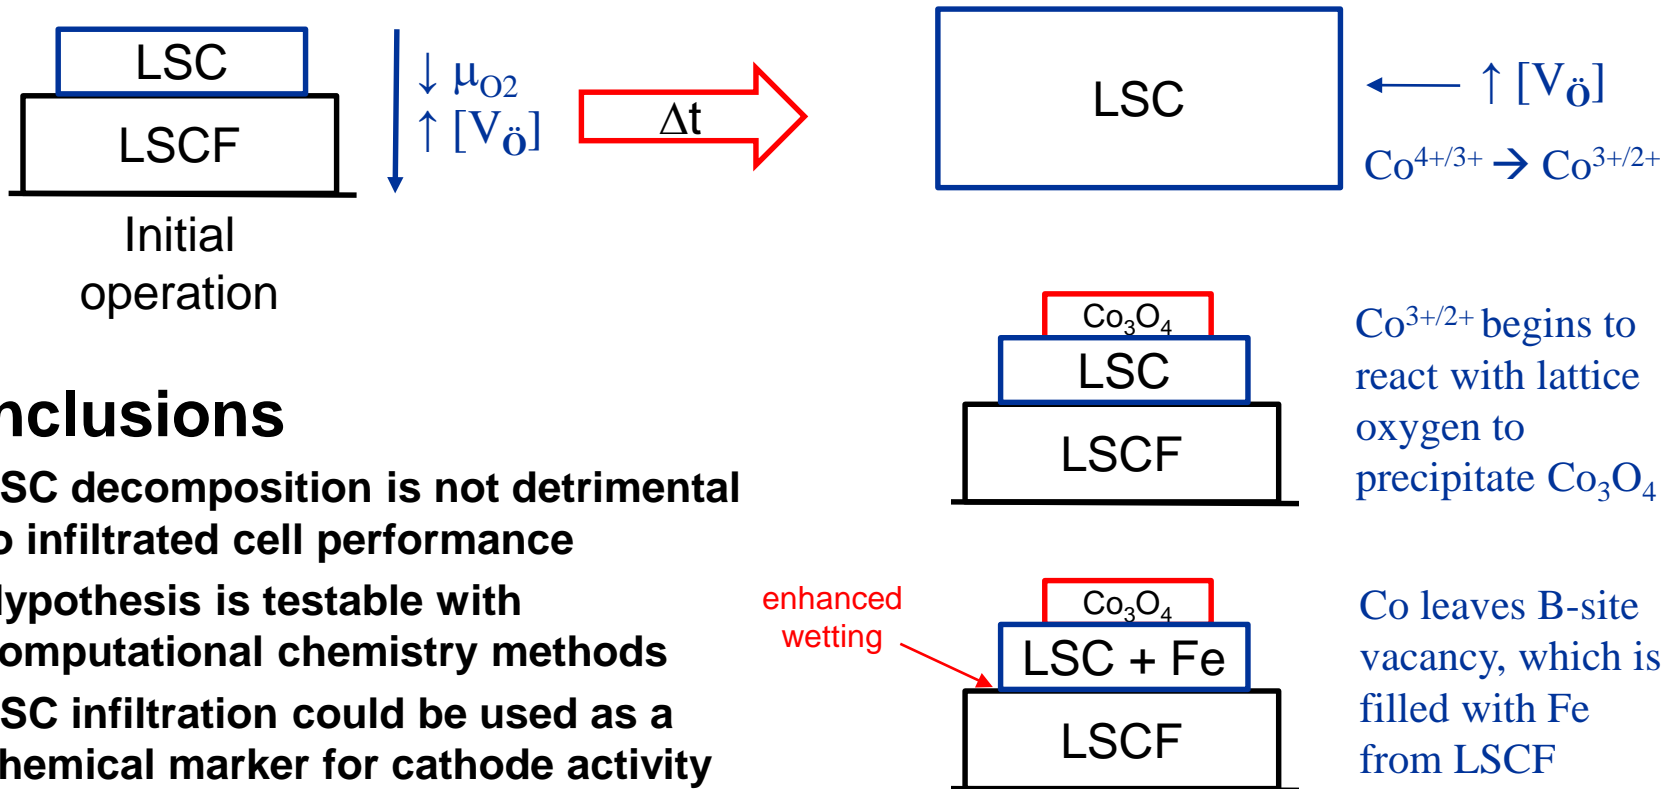 LSC
LSCF
Initial
operation
↓ μO2
↑ [VÖ]
Δt
LSC
← ↑ [VÖ]
Co4+/3+ → Co3+/2+
Co3O4
LSC
LSCF
Co3+/2+ begins to
react with lattice
oxygen to
precipitate Co3O4
nclusions
SC decomposition is not detrimental
o infiltrated cell performance
ypothesis is testable with
omputational chemistry methods
SC infiltration could be used as a
hemical marker for cathode activity
enhanced
wetting
Co3O4
LSC + Fe
LSCF
Co leaves B-site
vacancy, which is
filled with Fe
from LSCF